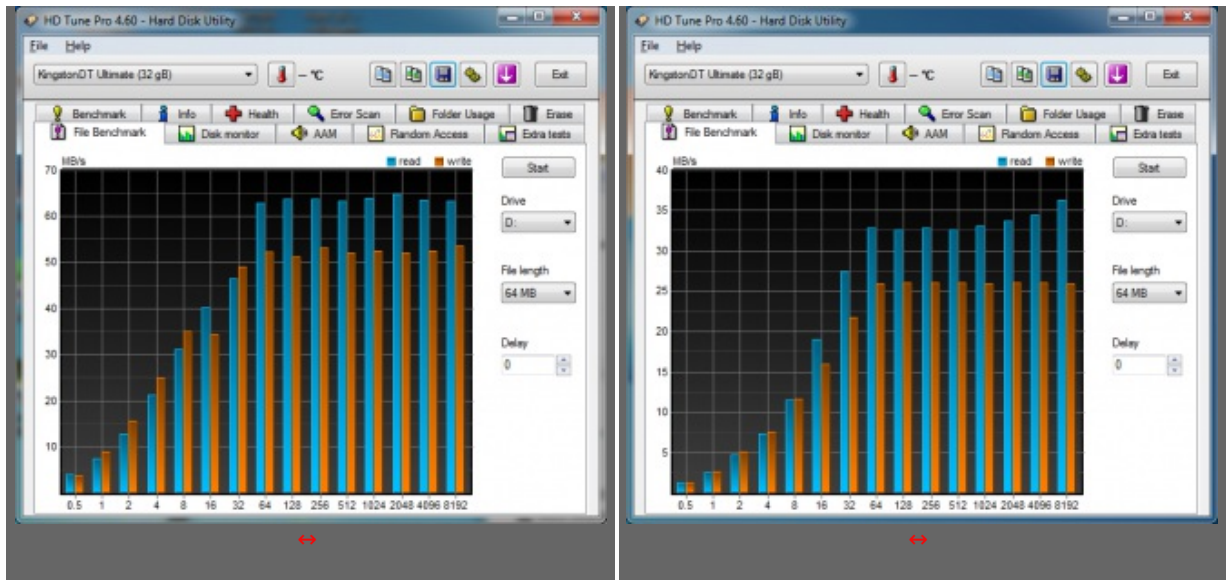 HD Tune Pro 4.60 - Hard Disk Utility
File Help
KingstonDT Ultimate (32 gB) – °C Exit
Benchmark Info Health Error Scan Folder Usage Erase
File Benchmark Disk monitor AAM Random Access Extra tests
MB/s read write
70
60
50
40
30
20
10
0.5 1 2 4 8 16 32 64 128 256 512 1024 2048 4096 8192
Start
Drive
D:
File length
64 MB
Delay
0
HD Tune Pro 4.60 - Hard Disk Utility
File Help
KingstonDT Ultimate (32 gB) – °C Exit
Benchmark Info Health Error Scan Folder Usage Erase
File Benchmark Disk monitor AAM Random Access Extra tests
MB/s read write
40
35
30
25
20
15
10
5
0.5 1 2 4 8 16 32 64 128 256 512 1024 2048 4096 8192
Start
Drive
D:
File length
64 MB
Delay
0